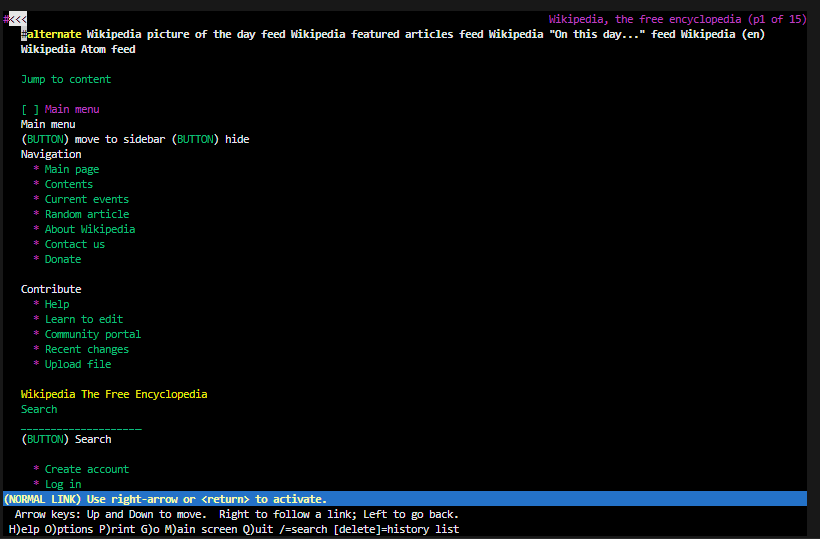 #<<< Wikipedia, the free encyclopedia (p1 of 15)
#alternate Wikipedia picture of the day feed Wikipedia featured articles feed Wikipedia "On this day..." feed Wikipedia (en)
Wikipedia Atom feed
Jump to content
[ ] Main menu
Main menu
(BUTTON) move to sidebar (BUTTON) hide
Navigation
* Main page
* Contents
* Current events
* Random article
* About Wikipedia
* Contact us
* Donate
Contribute
* Help
* Learn to edit
* Community portal
* Recent changes
* Upload file
Wikipedia The Free Encyclopedia
Search
____________________
(BUTTON) Search
* Create account
* Log in
(NORMAL LINK) Use right-arrow or <return> to activate.
Arrow keys: Up and Down to move.  Right to follow a link; Left to go back.
H)elp O)ptions P)rint G)o M)ain screen Q)uit /=search [delete]=history list